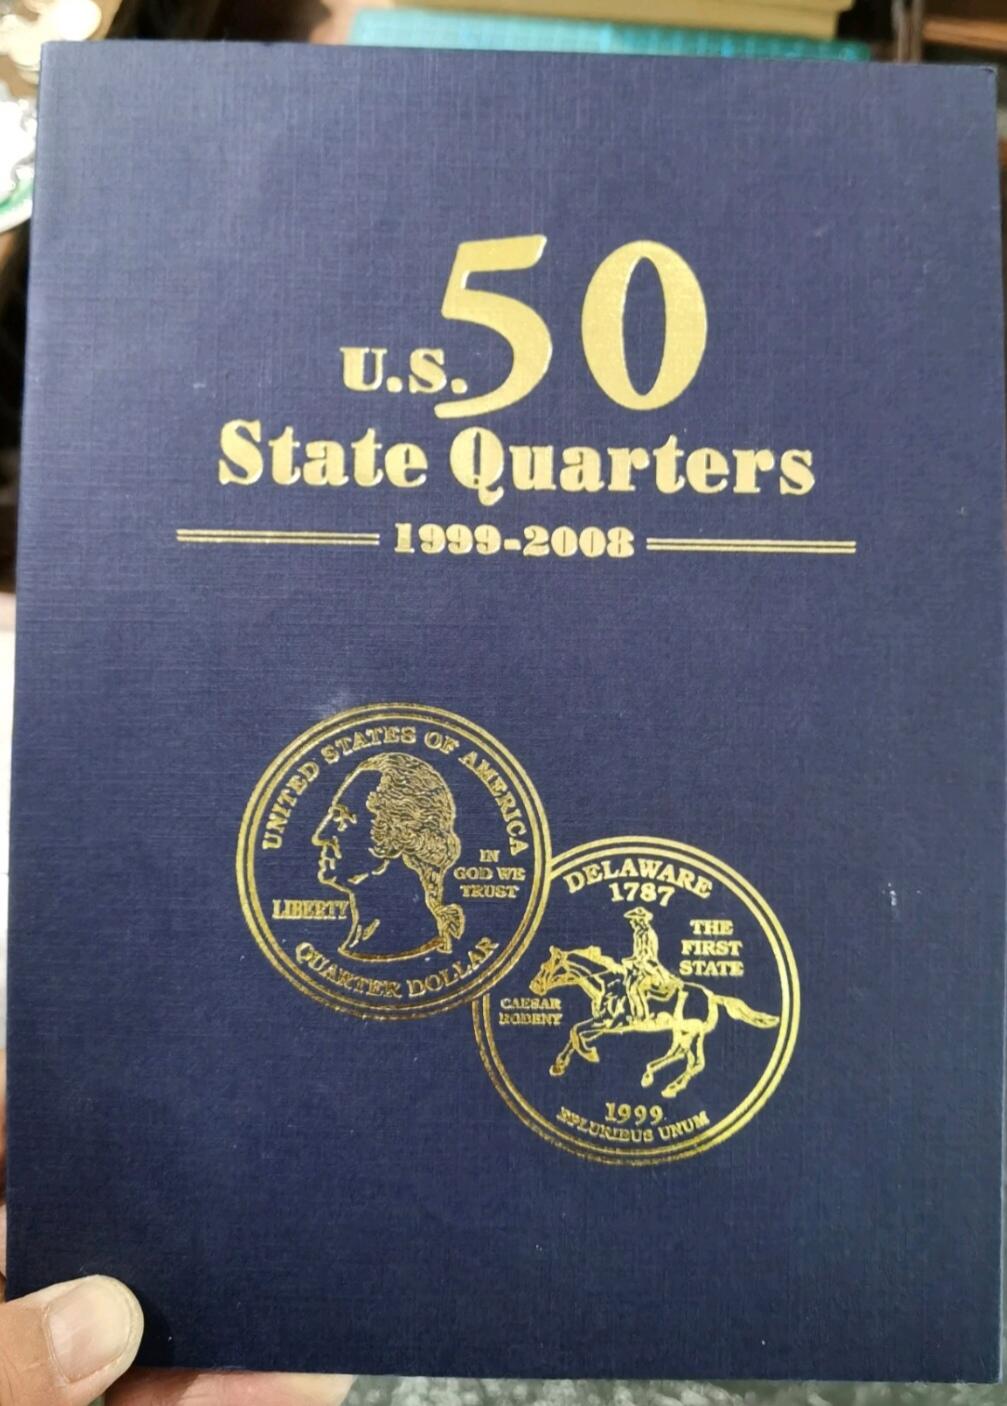 U.S. 50
State Quarters
1999-2008
UNITED STATES OF AMERICA
IN
GOD WE
TRUST
LIBERTY
QUARTER DOLLAR
DELAWARE
1787
THE
FIRST
STATE
CAESAR
RODENY
1999
E PLURIBUS UNUM